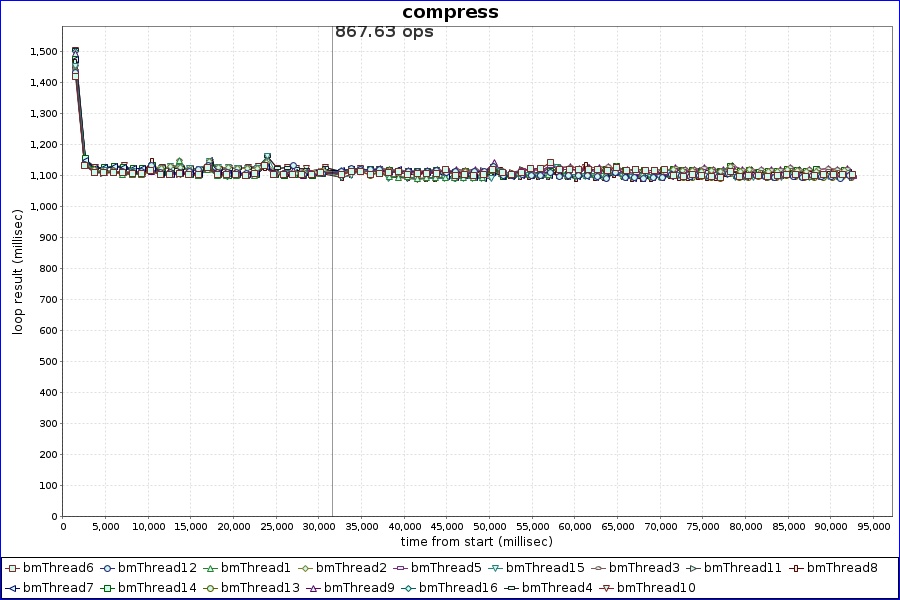 compress
867.63 ops
1,500
1,400
1,300
1,200
1,100
1,000
900
800
700
600
500
400
300
200
100
0
loop result (millisec)
0 5,000 10,000 15,000 20,000 25,000 30,000 35,000 40,000 45,000 50,000 55,000 60,000 65,000 70,000 75,000 80,000 85,000 90,000 95,000
time from start (millisec)
bmThread6 bmThread12 bmThread1 bmThread2 bmThread5 bmThread15 bmThread3 bmThread11 bmThread8
bmThread7 bmThread14 bmThread13 bmThread9 bmThread16 bmThread4 bmThread10